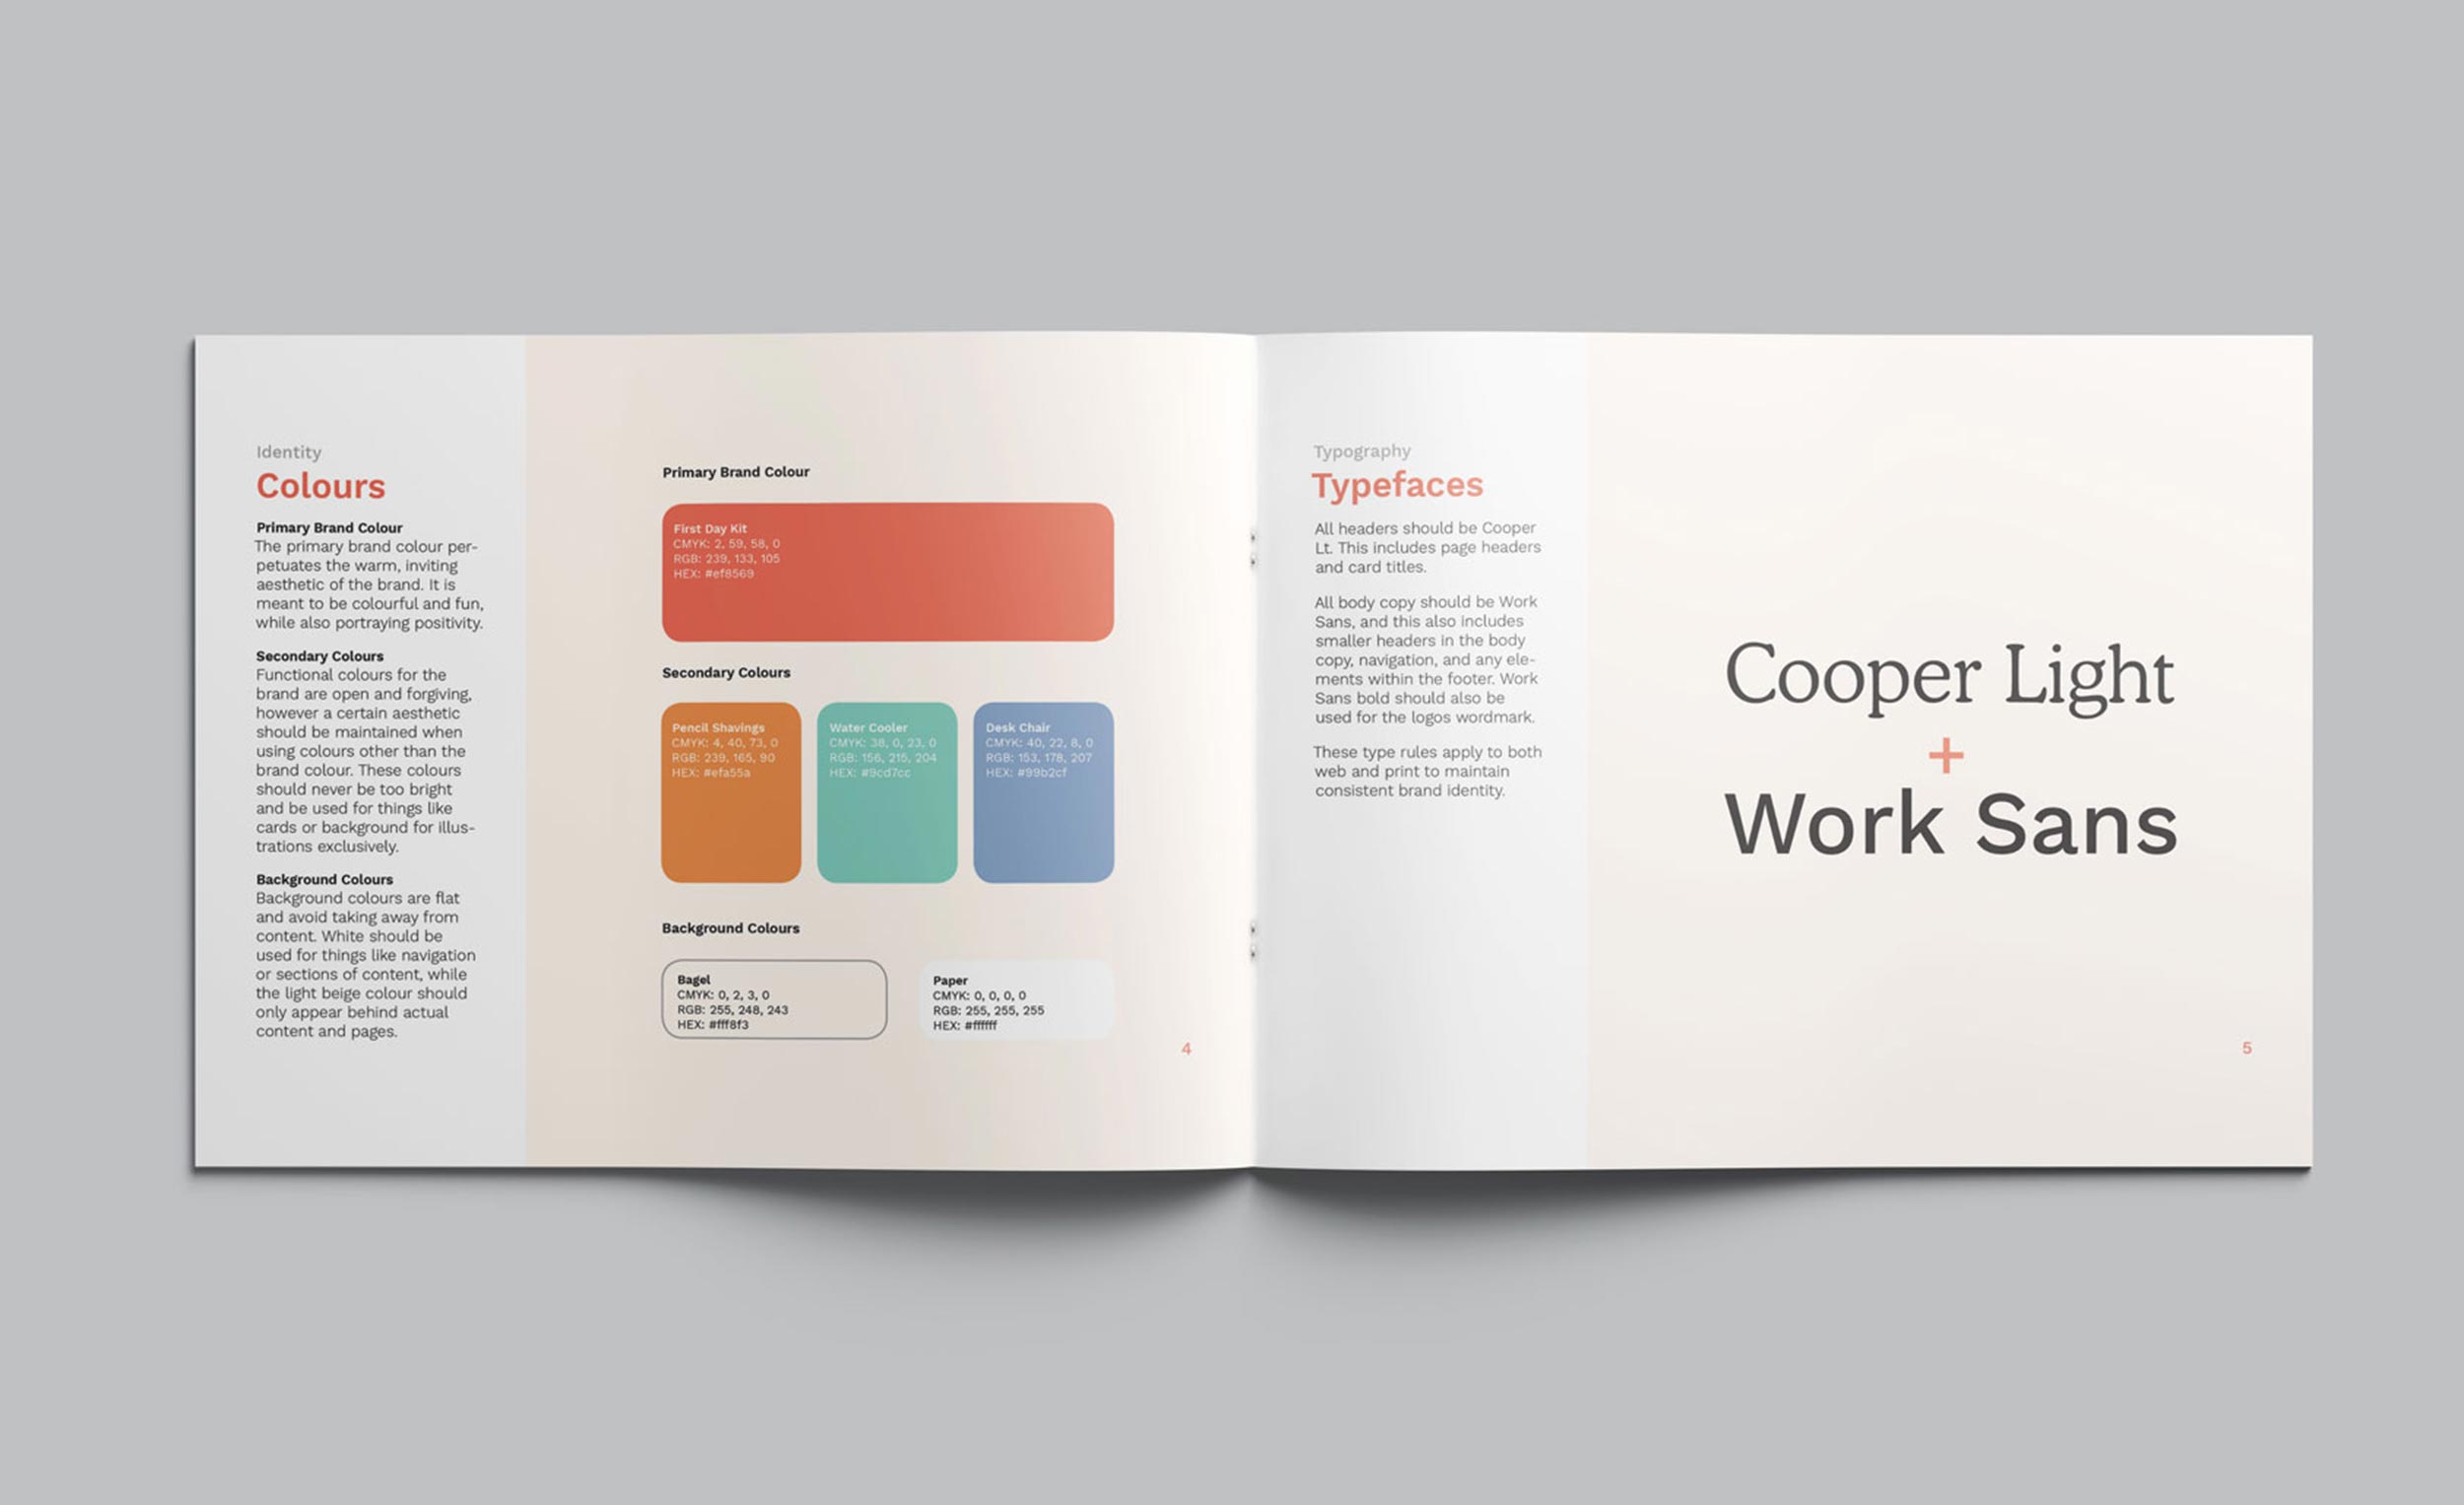 Identity
Colours
Primary Brand Colour
The primary brand colour per-
petuates the warm, inviting
aesthetic of the brand. It is
meant to be colourful and fun,
while also portraying positivity.
Secondary Colours
Functional colours for the
brand are open and forgiving,
however a certain aesthetic
should be maintained when
using colours other than the
brand colour. These colours
should never be too bright
and be used for things like
cards or background for illus-
trations exclusively.
Background Colours
Background colours are flat
and avoid taking away from
content. White should be
used for things like navigation
or sections of content, while
the light beige colour should
only appear behind actual
content and pages.
Primary Brand Colour
First Day Kit
CMYK: 2, 59, 58, 0
RGB: 239, 133, 105
HEX: #ef8569
Secondary Colours
Pencil Shavings
CMYK: 4, 40, 73, 0
RGB: 239, 165, 90
HEX: #efa55a
Water Cooler
CMYK: 38, 0, 23, 0
RGB: 156, 215, 204
HEX: #9cd7cc
Desk Chair
CMYK: 40, 22, 8, 0
RGB: 153, 178, 207
HEX: #99b2cf
Background Colours
Bagel
CMYK: 0, 2, 3, 0
RGB: 255, 248, 243
HEX: #fff8f3
Paper
CMYK: 0, 0, 0, 0
RGB: 255, 255, 255
HEX: #ffffff
4
Typography
Typefaces
All headers should be Cooper
Lt. This includes page headers
and card titles.
All body copy should be Work
Sans, and this also includes
smaller headers in the body
copy, navigation, and any ele-
ments within the footer. Work
Sans bold should also be
used for the logos wordmark.
These type rules apply to both
web and print to maintain
consistent brand identity.
Cooper Light
+
Work Sans
5